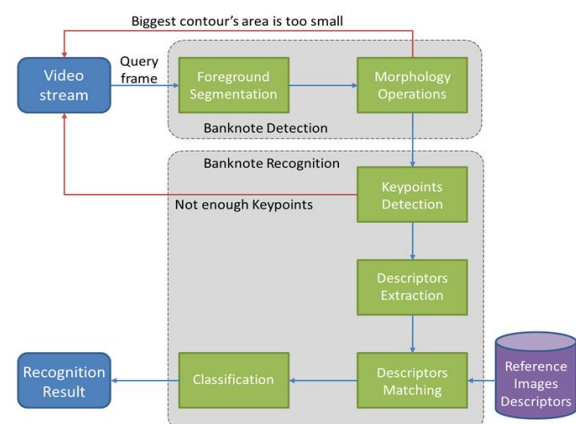 Biggest contour's area is too small
Video
stream
Query
frame
Foreground
Segmentation
Morphology
Operations
Banknote Detection
Banknote Recognition
Keypoints
Detection
Not enough Keypoints
Descriptors
Extraction
Recognition
Result
Classification
Descriptors
Matching
Reference
Images
Descriptors